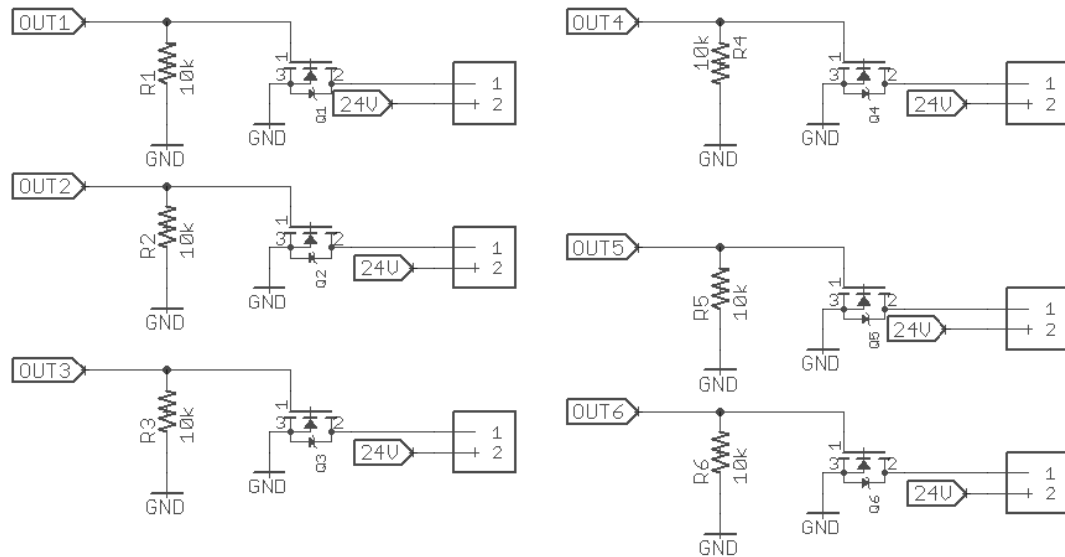 OUT1
R1
10k
GND
1
3
2
Q1
GND
24V
1
2
OUT2
R2
10k
GND
1
3
2
Q2
GND
24V
1
2
OUT3
R3
10k
GND
1
3
2
Q3
GND
24V
1
2
OUT4
10k
R4
GND
1
3
2
Q4
GND
24V
1
2
OUT5
R5
10k
GND
1
3
2
Q5
GND
24V
1
2
OUT6
R6
10k
GND
1
3
2
Q6
GND
24V
1
2